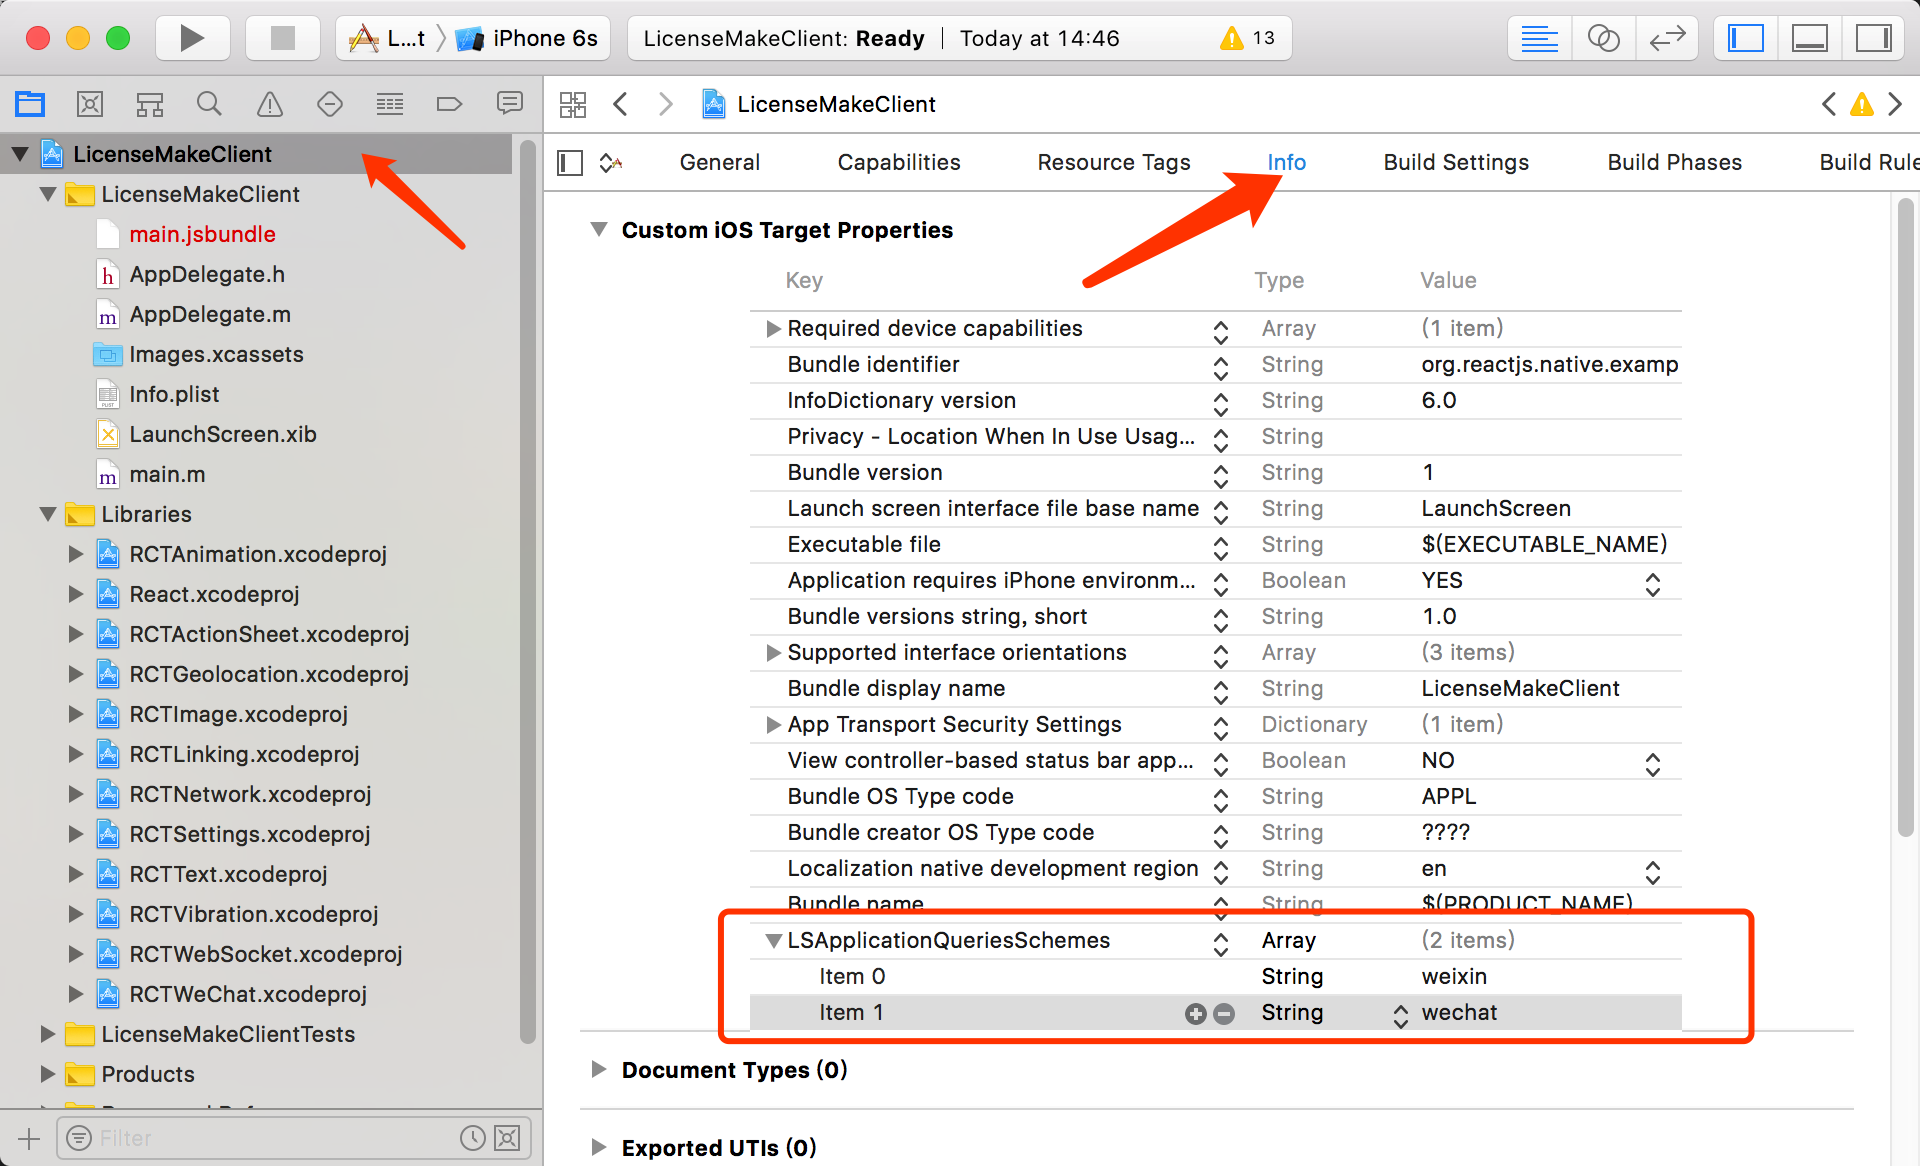 L...t iPhone 6s
LicenseMakeClient: Ready | Today at 14:46 13
LicenseMakeClient
General Capabilities Resource Tags Info Build Settings Build Phases Build Rule
LicenseMakeClient
LicenseMakeClient
main.jsbundle
AppDelegate.h
AppDelegate.m
Images.xcassets
Info.plist
LaunchScreen.xib
main.m
Libraries
RCTAnimation.xcodeproj
React.xcodeproj
RCTActionSheet.xcodeproj
RCTGeolocation.xcodeproj
RCTImage.xcodeproj
RCTLinking.xcodeproj
RCTNetwork.xcodeproj
RCTSettings.xcodeproj
RCTText.xcodeproj
RCTVibration.xcodeproj
RCTWebSocket.xcodeproj
RCTWeChat.xcodeproj
LicenseMakeClientTests
Products
Filter
Custom iOS Target Properties
Key Type Value
Required device capabilities Array (1 item)
Bundle identifier String org.reactjs.native.examp
InfoDictionary version String 6.0
Privacy - Location When In Use Usag... String
Bundle version String 1
Launch screen interface file base name String LaunchScreen
Executable file String $(EXECUTABLE_NAME)
Application requires iPhone environm... Boolean YES
Bundle versions string, short String 1.0
Supported interface orientations Array (3 items)
Bundle display name String LicenseMakeClient
App Transport Security Settings Dictionary (1 item)
View controller-based status bar app... Boolean NO
Bundle OS Type code String APPL
Bundle creator OS Type code String ????
Localization native development region String en
Bundle name String $(PRODUCT_NAME)
LSApplicationQueriesSchemes Array (2 items)
Item 0 String weixin
Item 1 String wechat
Document Types (0)
Exported UTIs (0)